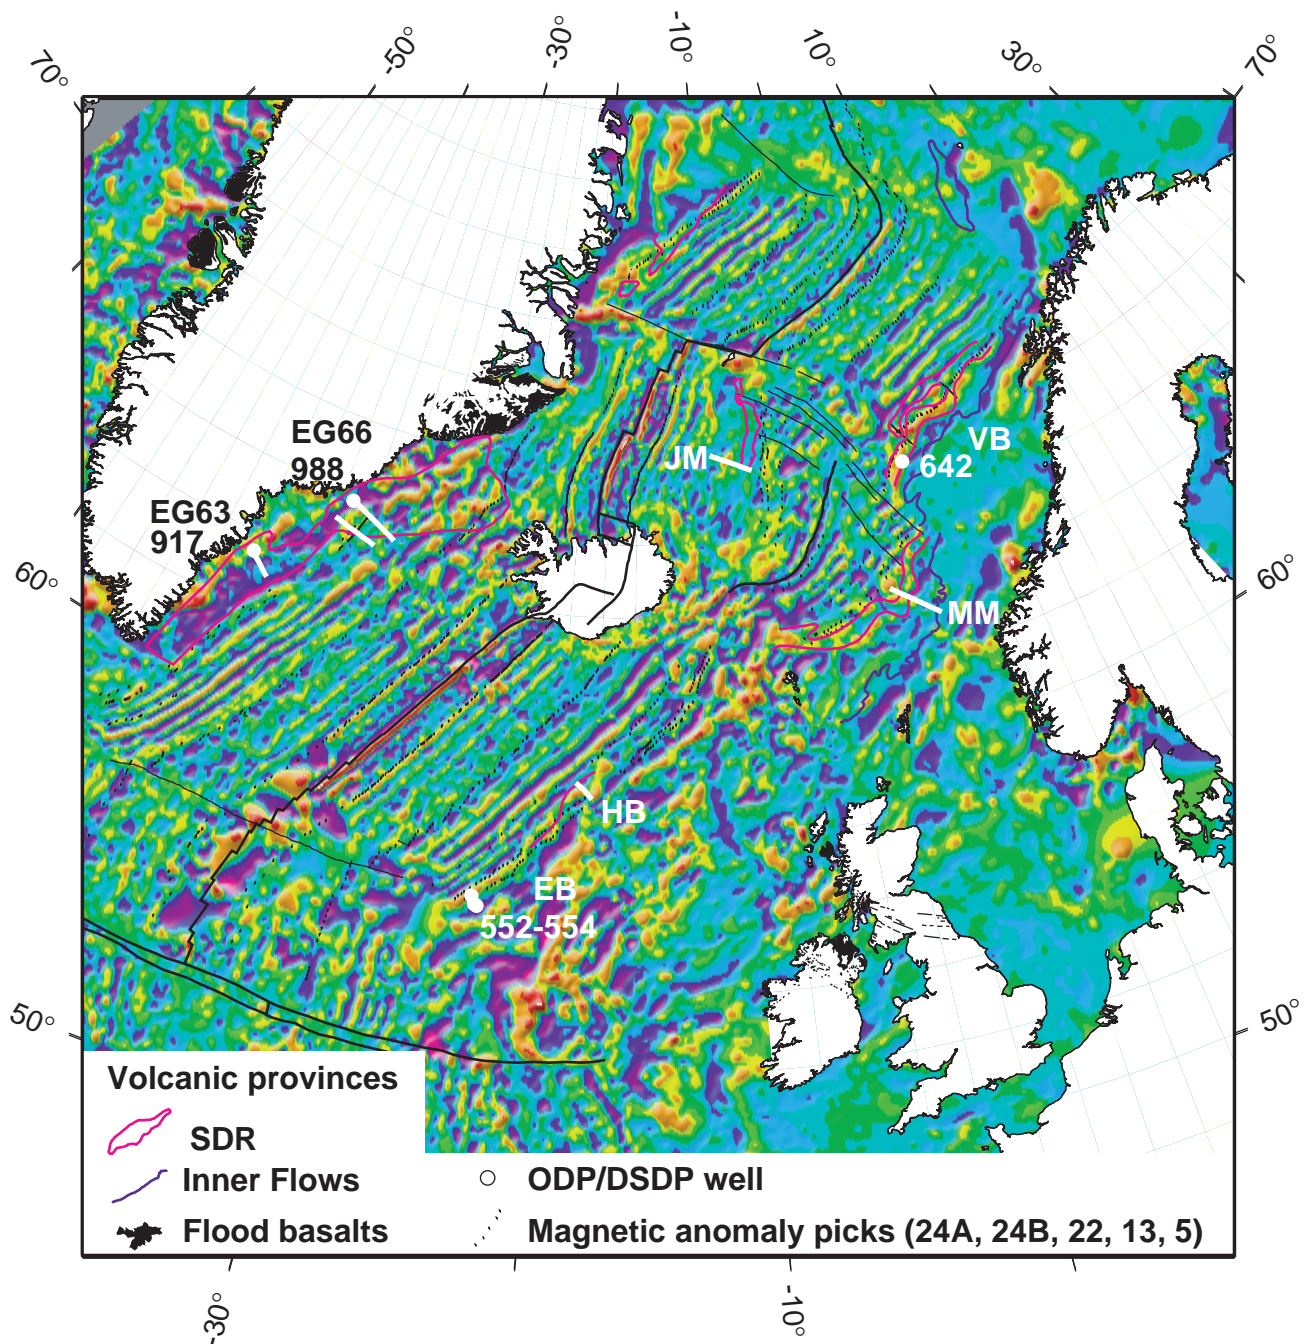 70°
-50°
-30°
-10°
10°
30°
70°
EG66
988
EG63
917
VB
642
JM
MM
60°
60°
HB
EB
552-554
50°
50°
Volcanic provinces
SDR
Inner Flows
Flood basalts
ODP/DSDP well
Magnetic anomaly picks (24A, 24B, 22, 13, 5)
-30°
-10°